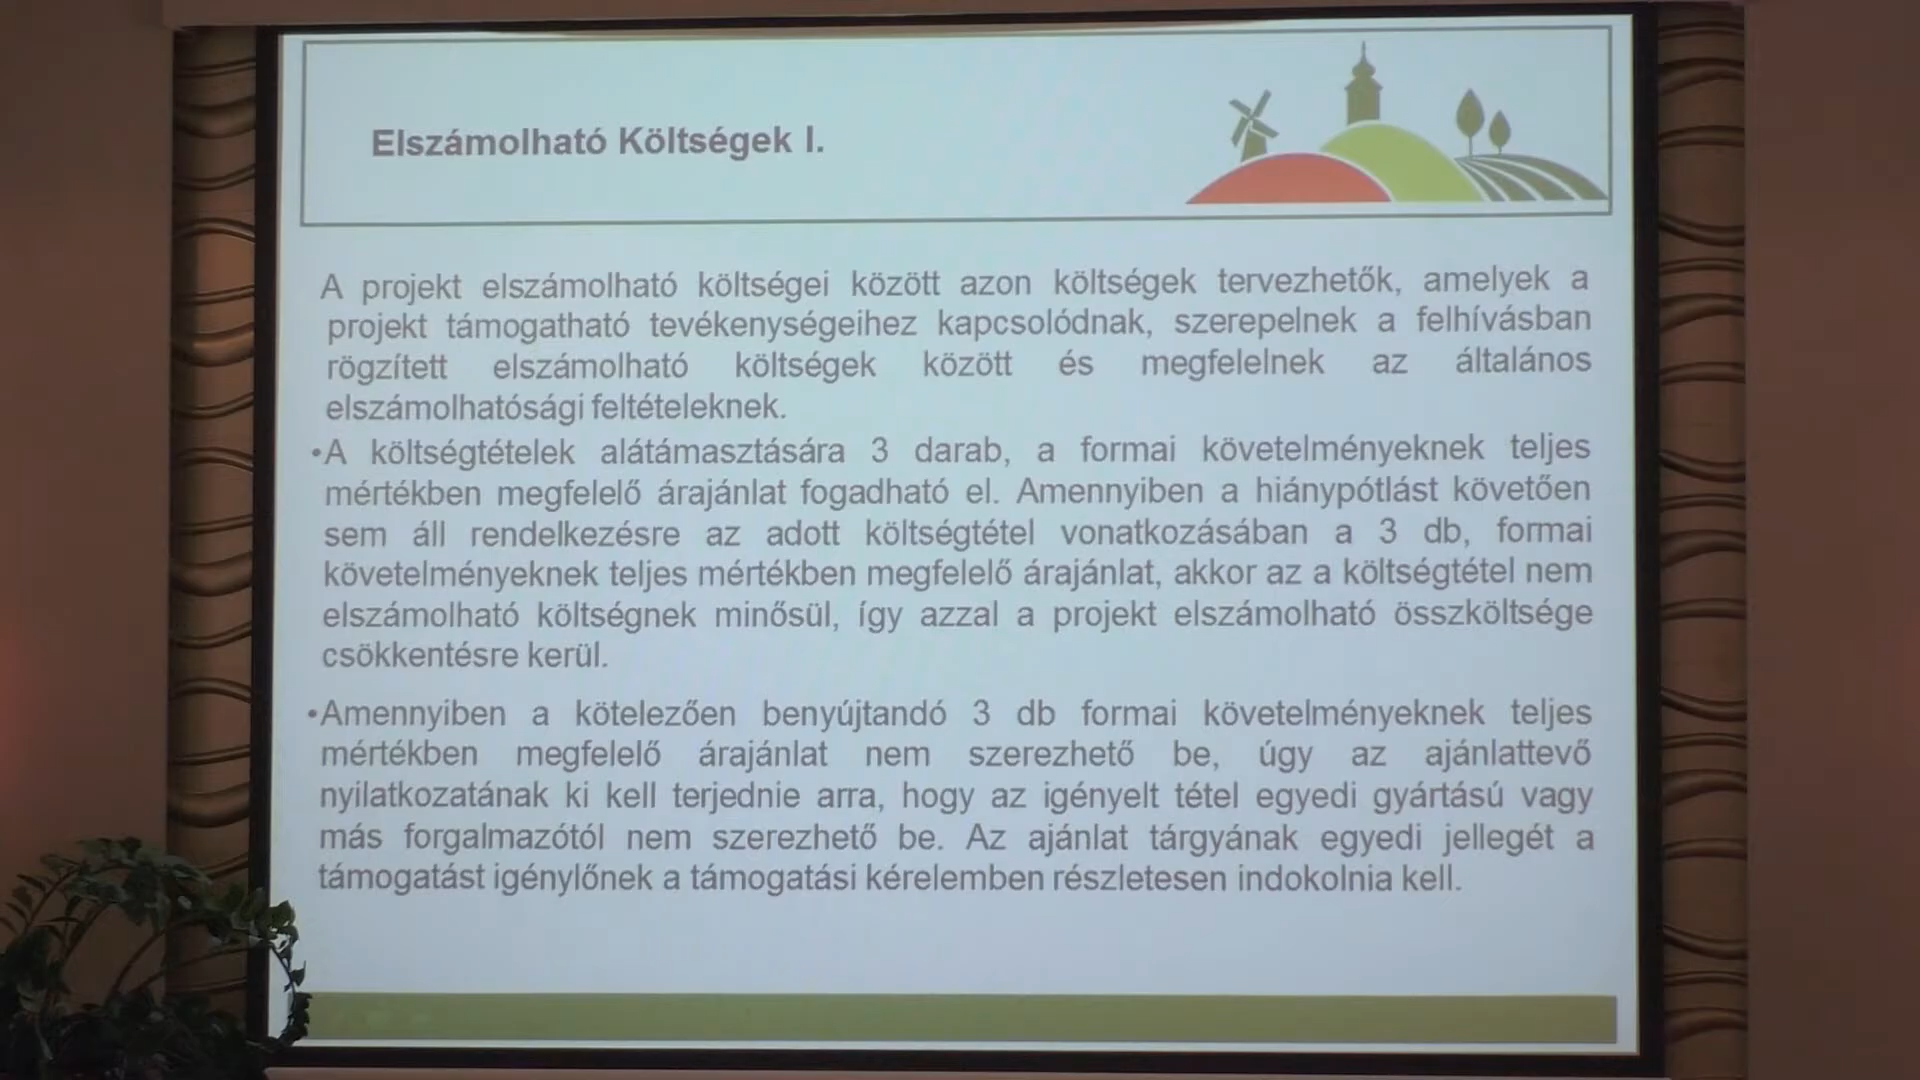 Elszámolható Költségek I.
A projekt elszámolható költségei között azon költségek tervezhetők, amelyek a
projekt támogatható tevékenységeihez kapcsolódnak, szerepelnek a felhívásban
rögzített elszámolható költségek között és megfelelnek az általános
elszámolhatósági feltételeknek.
•A költségtételek alátámasztására 3 darab, a formai követelményeknek teljes
mértékben megfelelő árajánlat fogadható el. Amennyiben a hiánypótlást követően
sem áll rendelkezésre az adott költségtétel vonatkozásában a 3 db, formai
követelményeknek teljes mértékben megfelelő árajánlat, akkor az a költségtétel nem
elszámolható költségnek minősül, így azzal a projekt elszámolható összköltsége
csökkentésre kerül.
•Amennyiben a kötelezően benyújtandó 3 db formai követelményeknek teljes
mértékben megfelelő árajánlat nem szerezhető be, úgy az ajánlattevő
nyilatkozatának ki kell terjednie arra, hogy az igényelt tétel egyedi gyártású vagy
más forgalmazótól nem szerezhető be. Az ajánlat tárgyának egyedi jellegét a
támogatást igénylőnek a támogatási kérelemben részletesen indokolnia kell.